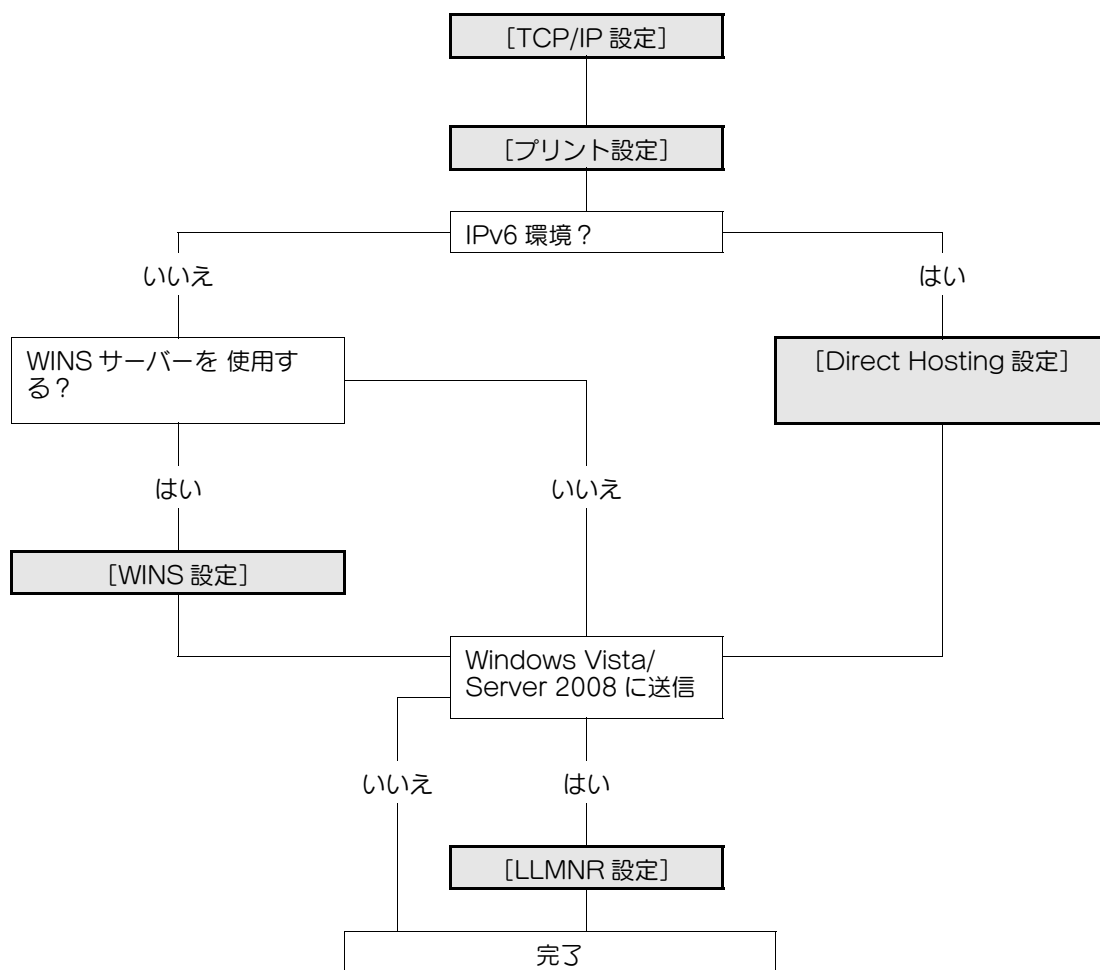 [TCP/IP 設定]
[プリント設定]
IPv6 環境？
いいえ
はい
WINS サーバーを 使用す
る？
[Direct Hosting 設定]
はい
いいえ
[WINS 設定]
Windows Vista/
Server 2008 に送信
いいえ
はい
[LLMNR 設定]
完了